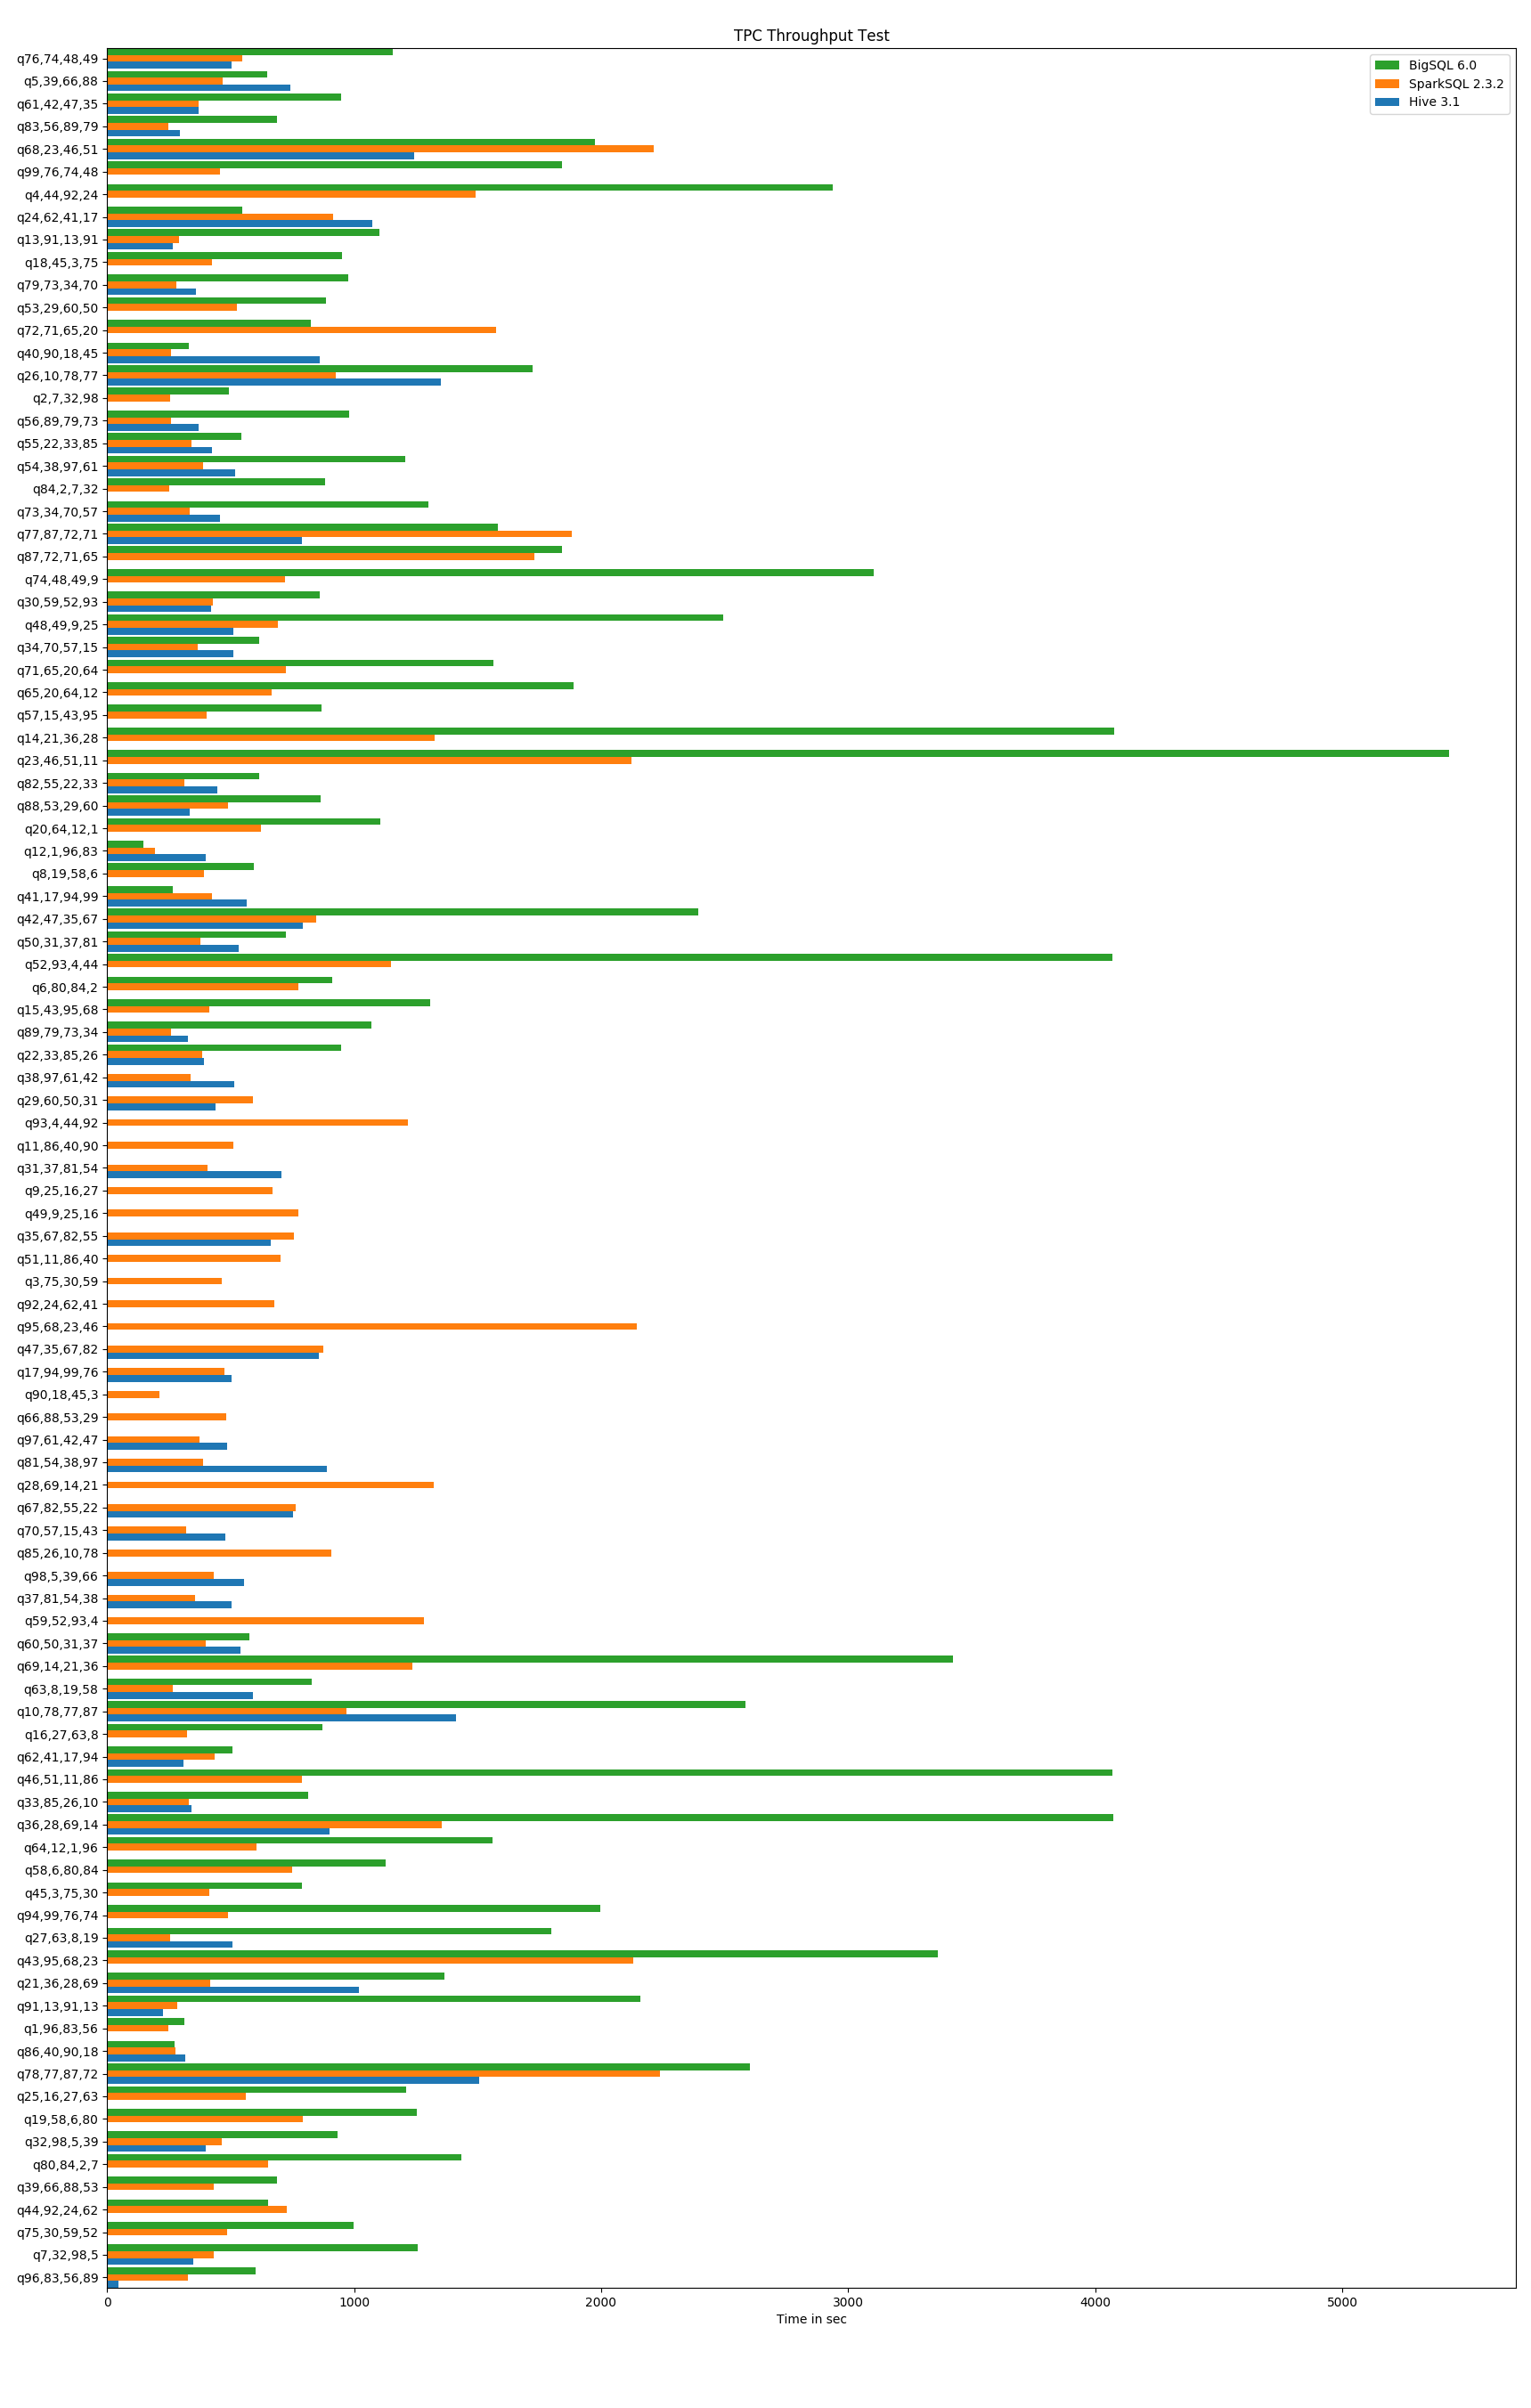 TPC Throughput Test
BigSQL 6.0
SparkSQL 2.3.2
Hive 3.1
q76,74,48,49
q5,39,66,88
q61,42,47,35
q83,56,89,79
q68,23,46,51
q99,76,74,48
q4,44,92,24
q24,62,41,17
q13,91,13,91
q18,45,3,75
q79,73,34,70
q53,29,60,50
q72,71,65,20
q40,90,18,45
q26,10,78,77
q2,7,32,98
q56,89,79,73
q55,22,33,85
q54,38,97,61
q84,2,7,32
q73,34,70,57
q77,87,72,71
q87,72,71,65
q74,48,49,9
q30,59,52,93
q48,49,9,25
q34,70,57,15
q71,65,20,64
q65,20,64,12
q57,15,43,95
q14,21,36,28
q23,46,51,11
q82,55,22,33
q88,53,29,60
q20,64,12,1
q12,1,96,83
q8,19,58,6
q41,17,94,99
q42,47,35,67
q50,31,37,81
q52,93,4,44
q6,80,84,2
q15,43,95,68
q89,79,73,34
q22,33,85,26
q38,97,61,42
q29,60,50,31
q93,4,44,92
q11,86,40,90
q31,37,81,54
q9,25,16,27
q49,9,25,16
q35,67,82,55
q51,11,86,40
q3,75,30,59
q92,24,62,41
q95,68,23,46
q47,35,67,82
q17,94,99,76
q90,18,45,3
q66,88,53,29
q97,61,42,47
q81,54,38,97
q28,69,14,21
q67,82,55,22
q70,57,15,43
q85,26,10,78
q98,5,39,66
q37,81,54,38
q59,52,93,4
q60,50,31,37
q69,14,21,36
q63,8,19,58
q10,78,77,87
q16,27,63,8
q62,41,17,94
q46,51,11,86
q33,85,26,10
q36,28,69,14
q64,12,1,96
q58,6,80,84
q45,3,75,30
q94,99,76,74
q27,63,8,19
q43,95,68,23
q21,36,28,69
q91,13,91,13
q1,96,83,56
q86,40,90,18
q78,77,87,72
q25,16,27,63
q19,58,6,80
q32,98,5,39
q80,84,2,7
q39,66,88,53
q44,92,24,62
q75,30,59,52
q7,32,98,5
q96,83,56,89
0 1000 2000 3000 4000 5000
Time in sec